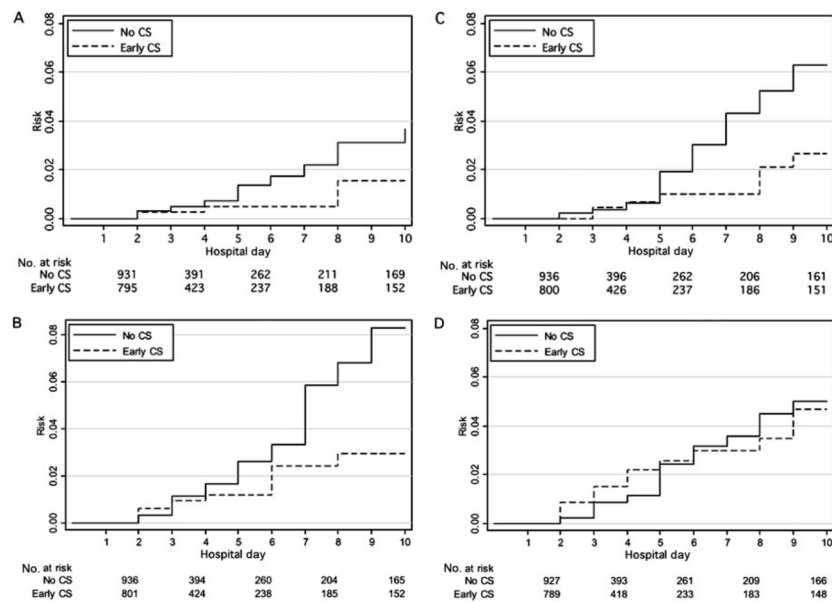 A
No CS
Early CS
0.08
0.06
0.04
0.02
0.00
Risk
1 2 3 4 5 6 7 8 9 10
Hospital day
No. at risk
No CS 931 391 262 211 169
Early CS 795 423 237 188 152
C
No CS
Early CS
0.08
0.06
0.04
0.02
0.00
Risk
1 2 3 4 5 6 7 8 9 10
Hospital day
No. at risk
No CS 936 396 262 206 161
Early CS 800 426 237 186 151
B
No CS
Early CS
0.08
0.06
0.04
0.02
0.00
Risk
1 2 3 4 5 6 7 8 9 10
Hospital day
No. at risk
No CS 936 394 260 204 165
Early CS 801 424 238 185 152
D
No CS
Early CS
0.08
0.06
0.04
0.02
0.00
Risk
1 2 3 4 5 6 7 8 9 10
Hospital day
No. at risk
No CS 927 393 261 209 166
Early CS 789 418 233 183 148